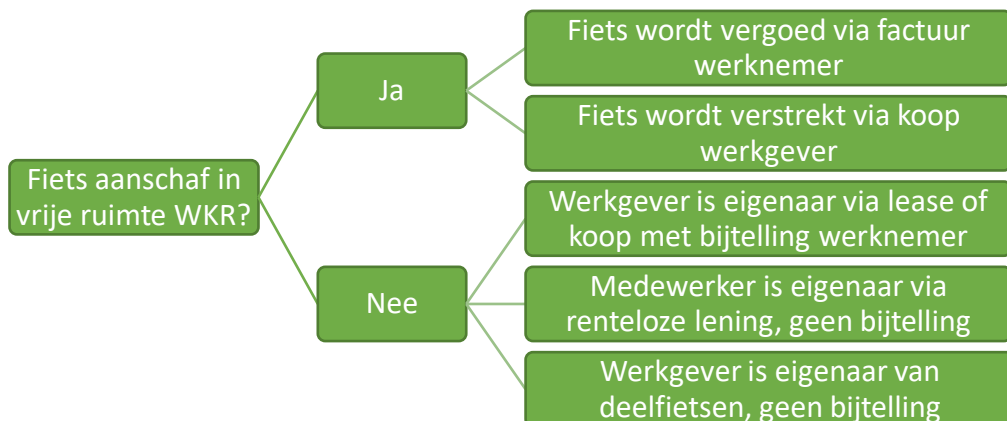 Fiets aanschaf in
vrije ruimte WKR?
Ja
Fiets wordt vergoed via factuur
werknemer
Fiets wordt verstrekt via koop
werkgever
Nee
Werkgever is eigenaar via lease of
koop met bijtelling werknemer
Medewerker is eigenaar via
renteloze lening, geen bijtelling
Werkgever is eigenaar van
deelfietsen, geen bijtelling